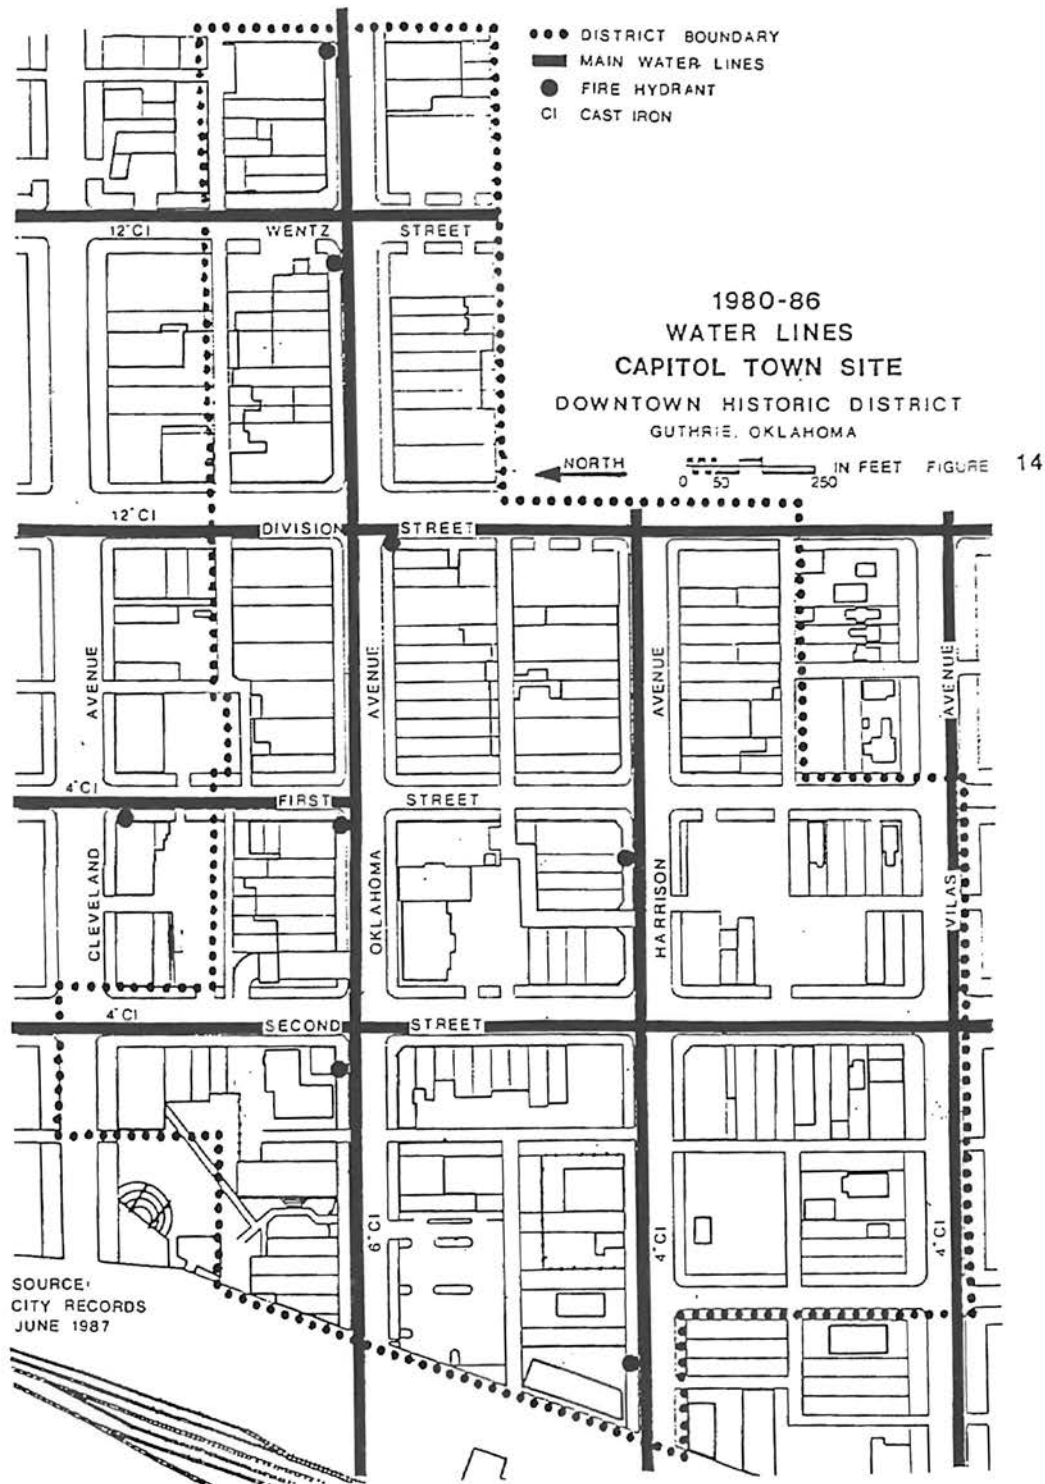 DISTRICT BOUNDARY
MAIN WATER LINES
FIRE HYDRANT
CI CAST IRON
12"CI WENTZ STREET
1980-86
WATER LINES
CAPITOL TOWN SITE
DOWNTOWN HISTORIC DISTRICT
GUTHRIE, OKLAHOMA
NORTH
0 50 250 IN FEET FIGURE 14
12"CI
DIVISION STREET
AVENUE
AVENUE
AVENUE
AVENUE
4"CI
FIRST STREET
CLEVELAND
OKLAHOMA
HARRISON
VILAS
4"CI
SECOND STREET
6"CI
4"CI
4"CI
SOURCE:
CITY RECORDS
JUNE 1987